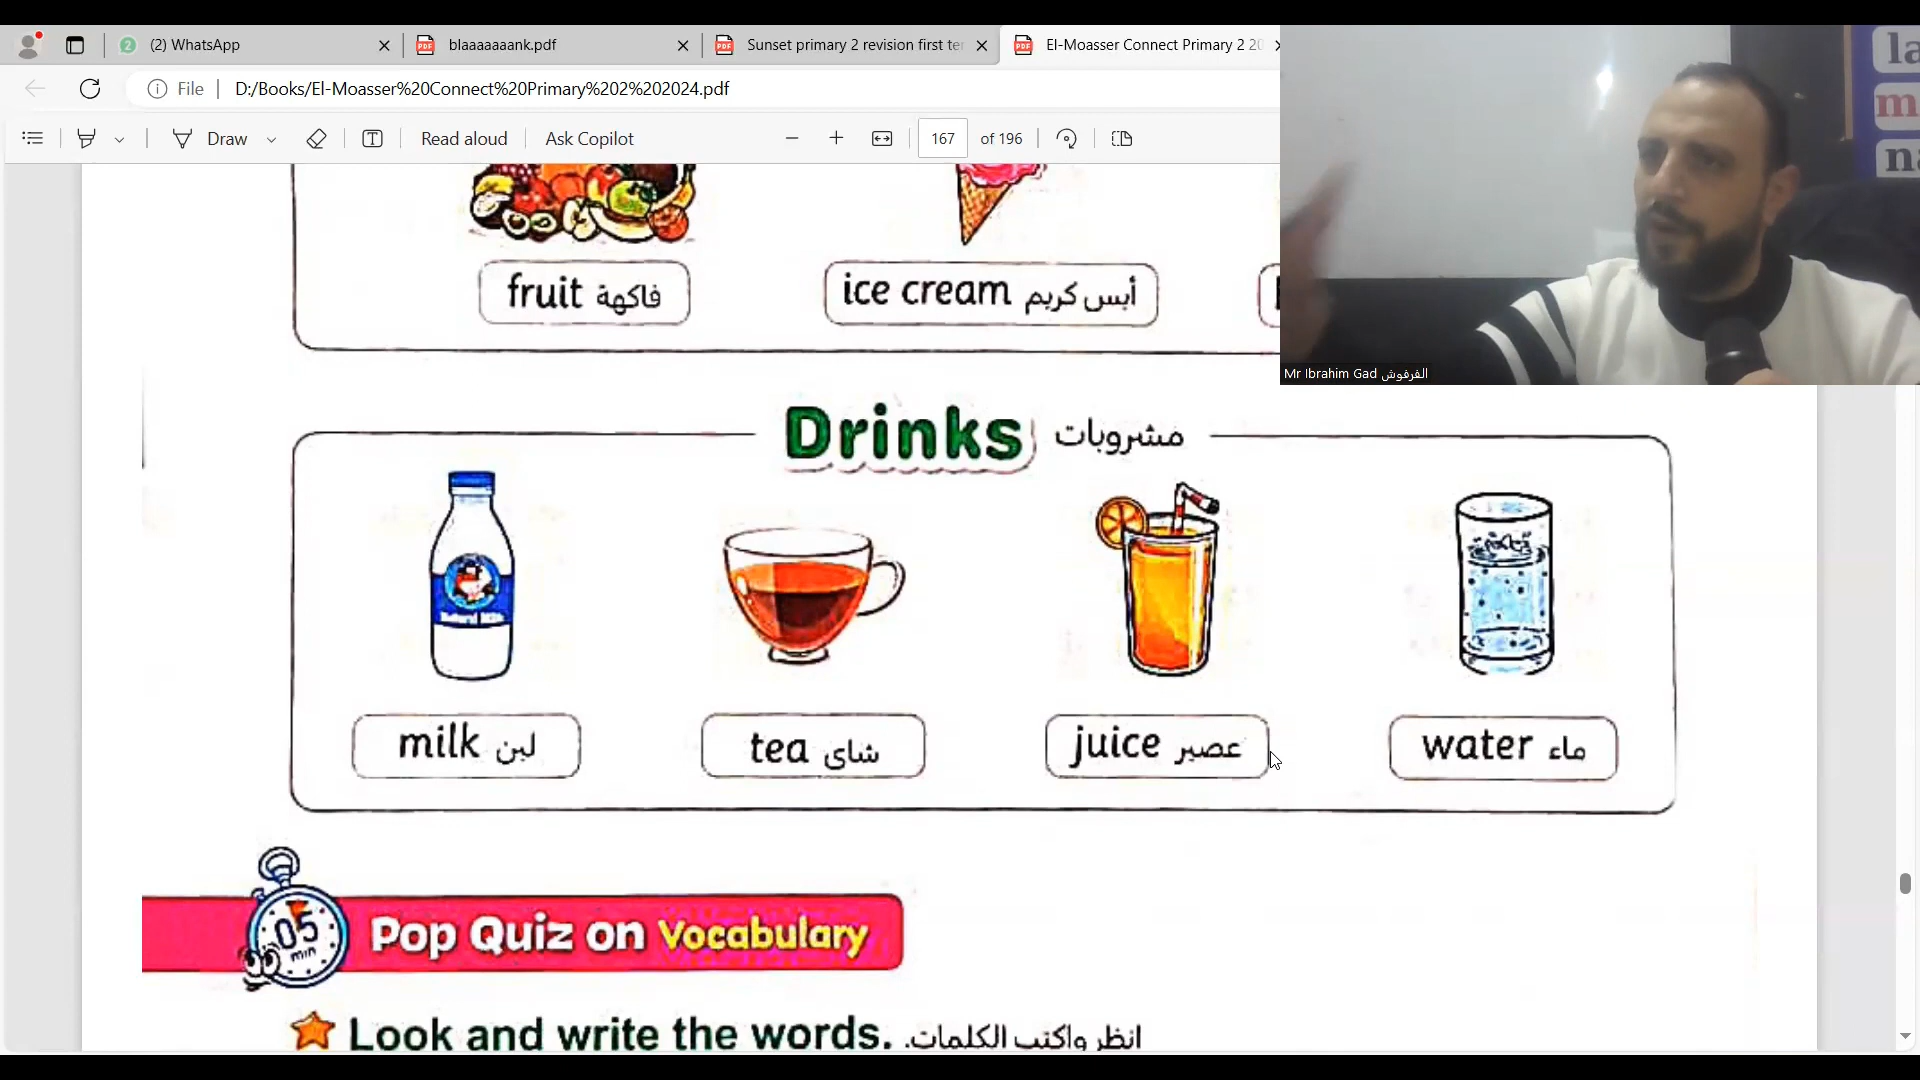 (2) WhatsApp
blaaaaaaank.pdf
Sunset primary 2 revision first te
El-Moasser Connect Primary 2 20
File
D:/Books/El-Moasser%20Connect%20Primary%202%202024.pdf
Draw
Read aloud
Ask Copilot
167 of 196
Mr Ibrahim Gad الفرفوش
fruit فاكهة
ice cream أيس كريم
Drinks مشروبات
milk لبن
tea شاى
juice عصير
water ماء
05 min
Pop Quiz on Vocabulary
Look and write the words. انظر واكتب الكلمات.